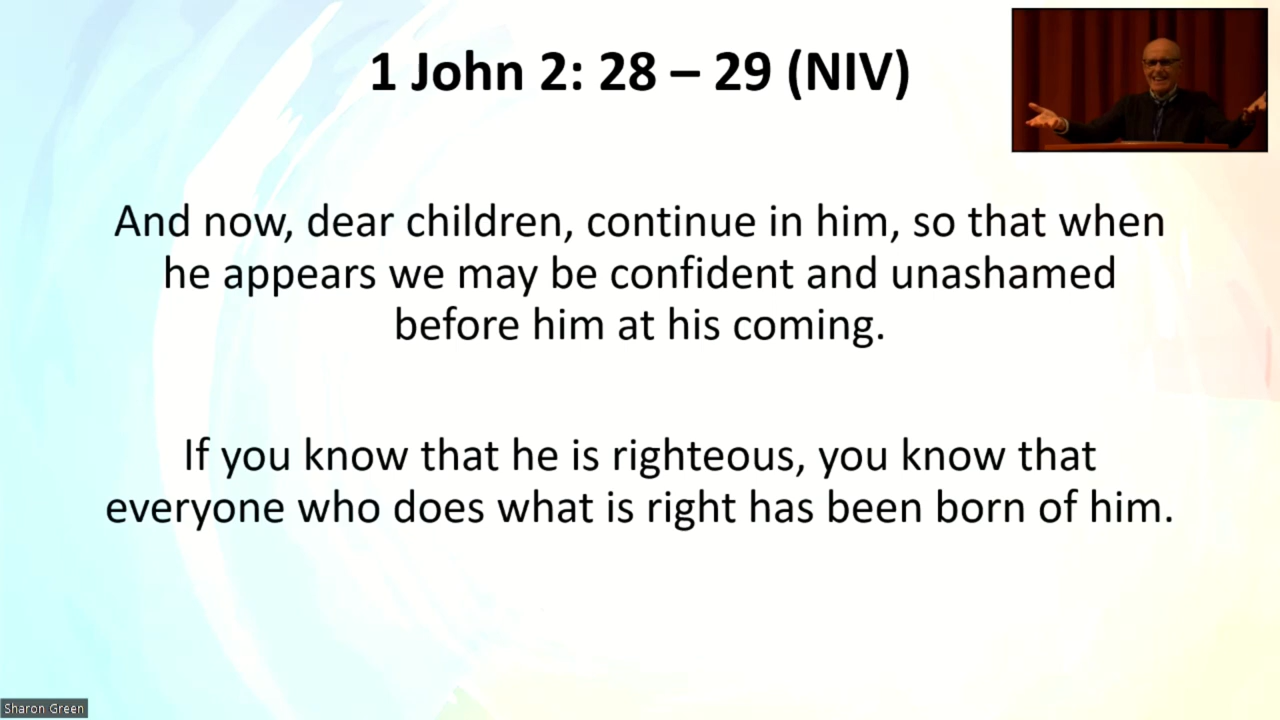 1 John 2: 28 – 29 (NIV)
And now, dear children, continue in him, so that when
he appears we may be confident and unashamed
before him at his coming.
If you know that he is righteous, you know that
everyone who does what is right has been born of him.
Sharon Green